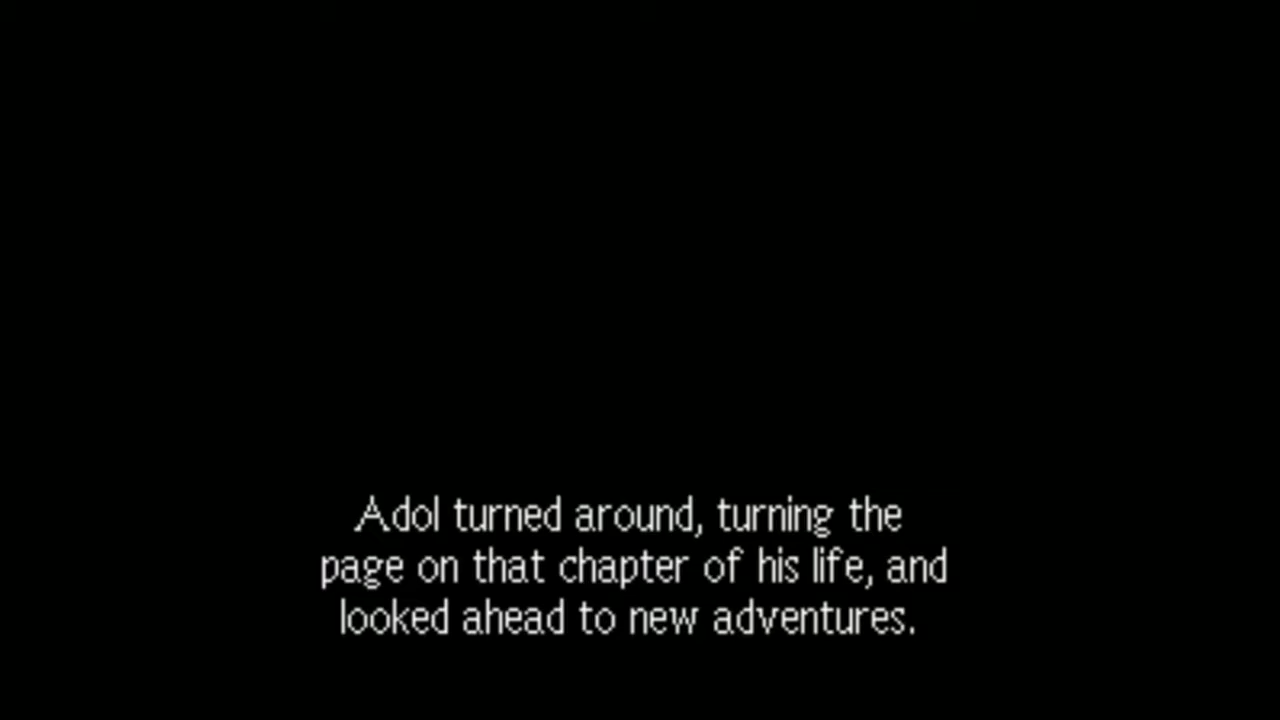 Adol turned around, turning the
page on that chapter of his life, and
looked ahead to new adventures.